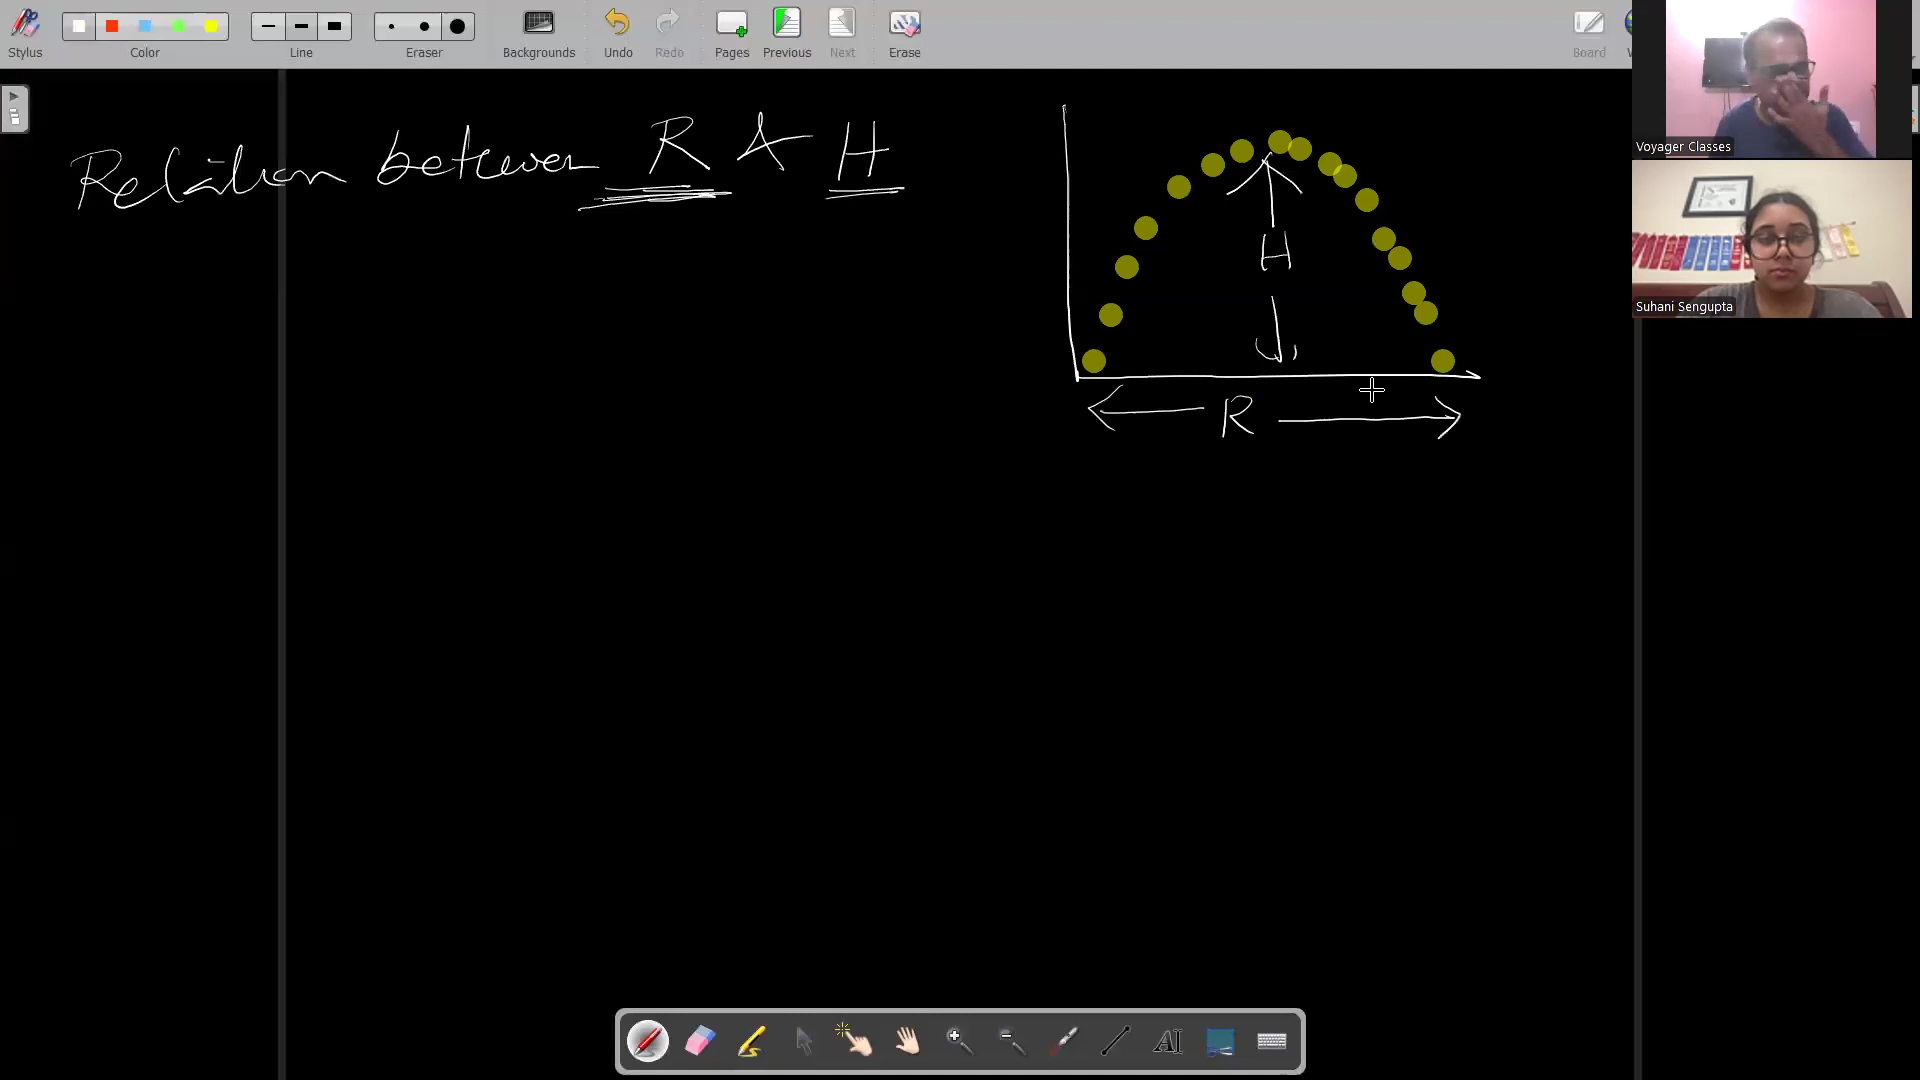 Stylus
Color
Line
Eraser
Backgrounds
Undo
Redo
Pages
Previous
Next
Erase
Board
Voyager Classes
Suhani Sengupta
Relation between R & H
H
R